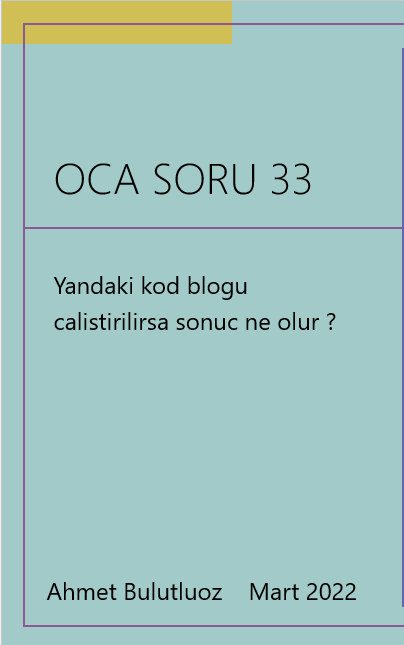 OCA SORU 33
Yandaki kod blogu
calistirilirsa sonuc ne olur ?
Ahmet Bulutluoz Mart 2022